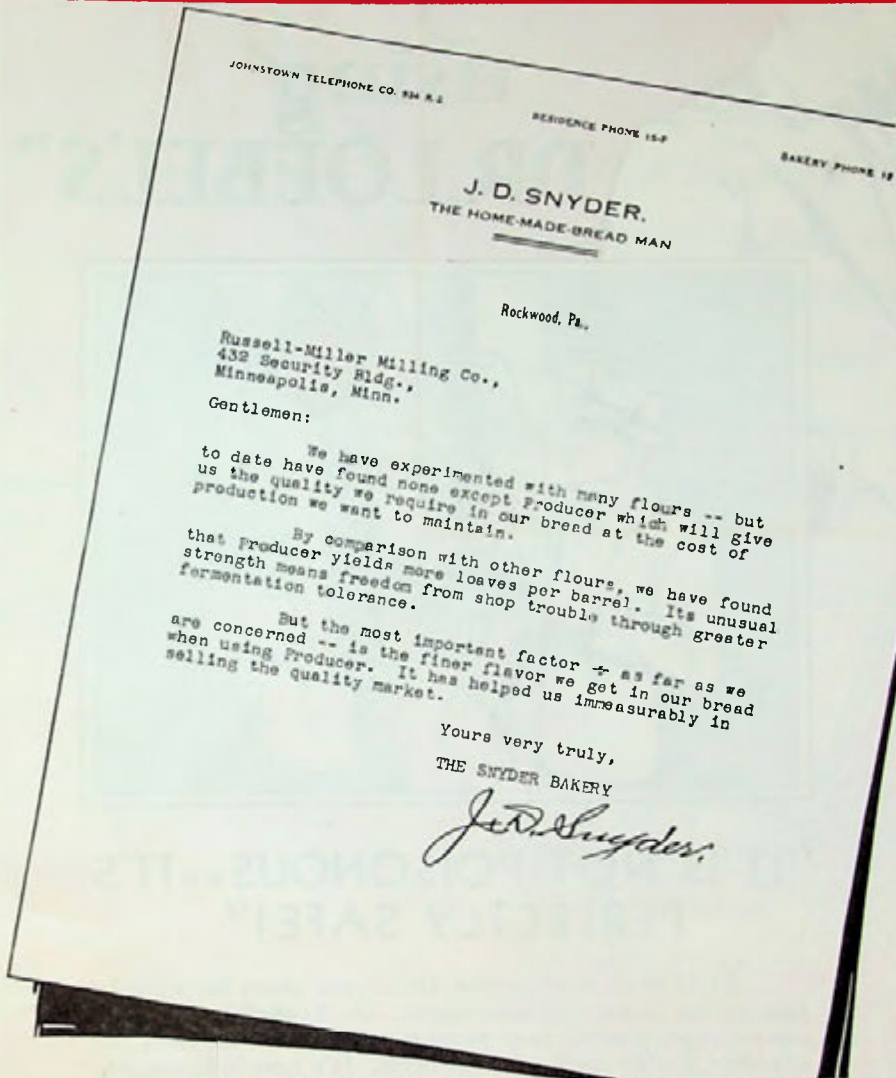 JOHNSTOWN TELEPHONE CO. 934 R-2
RESIDENCE PHONE 15-F
BAKERY PHONE 18
J. D. SNYDER.
THE HOME-MADE-BREAD MAN
Rockwood, Pa.
Russell-Miller Milling Co.,
432 Security Bldg.,
Minneapolis, Minn.
Gentlemen:
We have experimented with many flours -- but
to date have found none except Producer which will give
us the quality we require in our bread at the cost of
production we want to maintain.
By comparison with other flours, we have found
that Producer yields more loaves per barrel. Its unusual
strength means freedom from shop trouble through greater
fermentation tolerance.
But the most important factor -- as far as we
are concerned -- is the finer flavor we get in our bread
when using Producer. It has helped us immeasurably in
selling the quality market.
Yours very truly,
THE SNYDER BAKERY
J. D. Snyder.